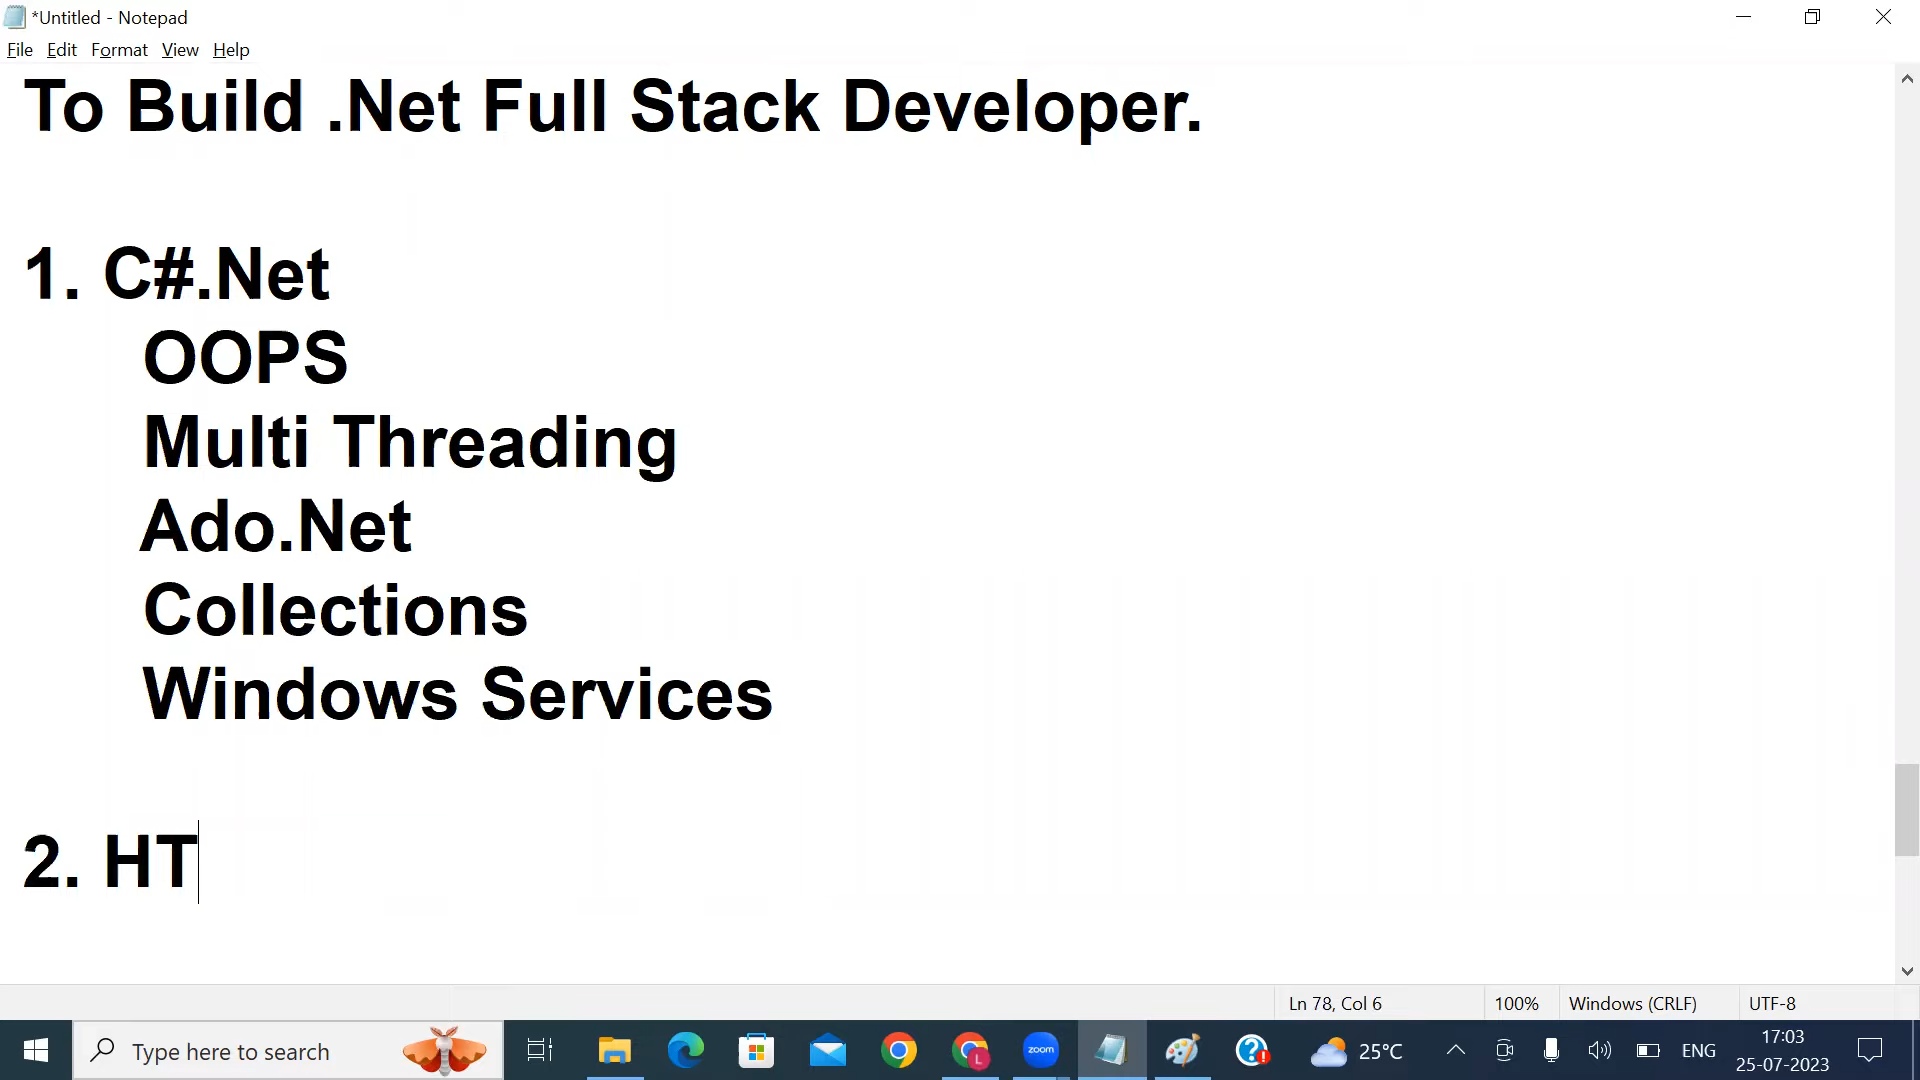 *Untitled - Notepad
File Edit Format View Help
To Build .Net Full Stack Developer.
1. C#.Net
OOPS
Multi Threading
Ado.Net
Collections
Windows Services
2. HT
Ln 78, Col 6 100% Windows (CRLF) UTF-8
Type here to search
zoom
L
25°C
ENG
17:03
25-07-2023